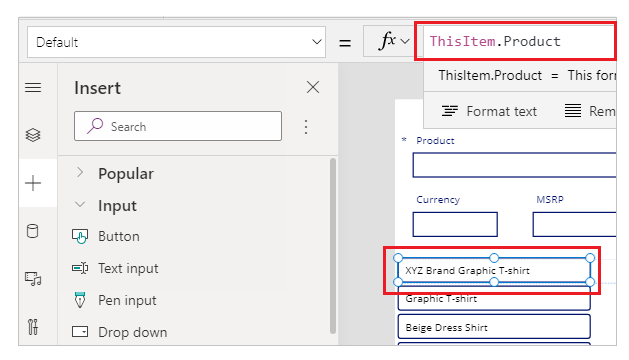 Default
=
fx
ThisItem.Product
ThisItem.Product = This for
Format text
Rem
Insert
Search
Popular
Input
Button
Text input
Pen input
Drop down
* Product
Currency
MSRP
XYZ Brand Graphic T-shirt
Graphic T-shirt
Beige Dress Shirt